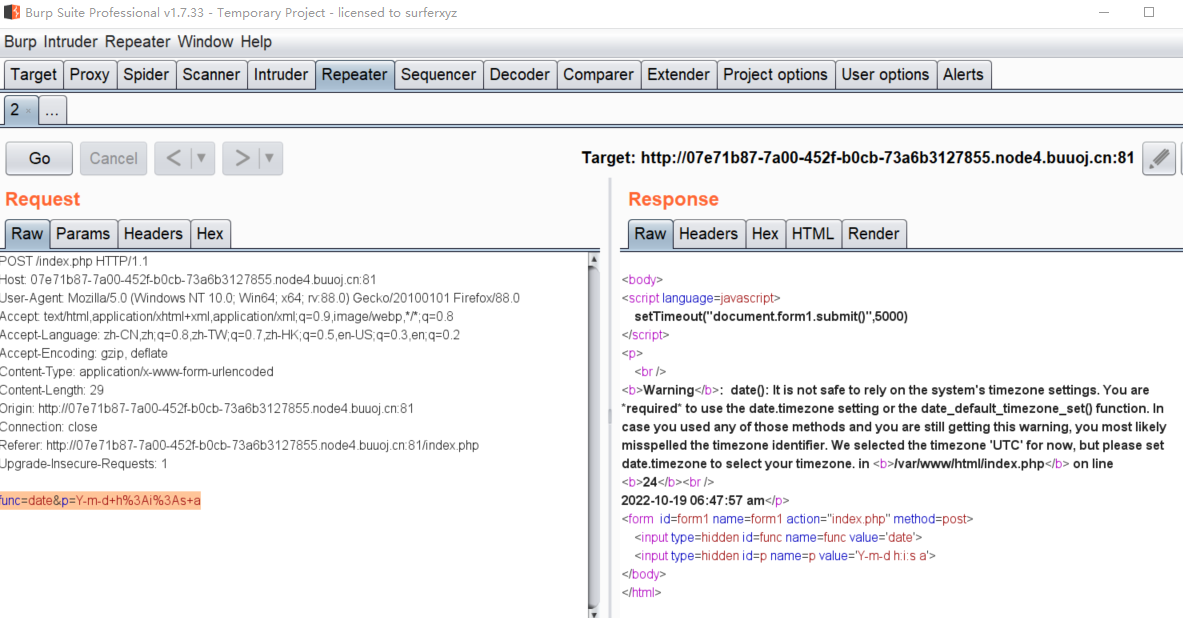 Burp Suite Professional v1.7.33 - Temporary Project - licensed to surferxyz
Burp Intruder Repeater Window Help
Target Proxy Spider Scanner Intruder Repeater Sequencer Decoder Comparer Extender Project options User options Alerts
2 × ...
Go Cancel < ▼ > ▼ Target: http://07e71b87-7a00-452f-b0cb-73a6b3127855.node4.buuoj.cn:81
Request
Raw Params Headers Hex
POST /index.php HTTP/1.1
Host: 07e71b87-7a00-452f-b0cb-73a6b3127855.node4.buuoj.cn:81
User-Agent: Mozilla/5.0 (Windows NT 10.0; Win64; x64; rv:88.0) Gecko/20100101 Firefox/88.0
Accept: text/html,application/xhtml+xml,application/xml;q=0.9,image/webp,*/*;q=0.8
Accept-Language: zh-CN,zh;q=0.8,zh-TW;q=0.7,zh-HK;q=0.5,en-US;q=0.3,en;q=0.2
Accept-Encoding: gzip, deflate
Content-Type: application/x-www-form-urlencoded
Content-Length: 29
Origin: http://07e71b87-7a00-452f-b0cb-73a6b3127855.node4.buuoj.cn:81
Connection: close
Referer: http://07e71b87-7a00-452f-b0cb-73a6b3127855.node4.buuoj.cn:81/index.php
Upgrade-Insecure-Requests: 1
func=date&p=Y-m-d+h%3Ai%3As+a
Response
Raw Headers Hex HTML Render
<body>
<script language=javascript>
setTimeout("document.form1.submit()",5000)
</script>
<p>
<br />
<b>Warning</b>:  date(): It is not safe to rely on the system's timezone settings. You are
*required* to use the date.timezone setting or the date_default_timezone_set() function. In
case you used any of those methods and you are still getting this warning, you most likely
misspelled the timezone identifier. We selected the timezone 'UTC' for now, but please set
date.timezone to select your timezone. in <b>/var/www/html/index.php</b> on line
<b>24</b><br />
2022-10-19 06:47:57 am</p>
<form  id=form1 name=form1 action="index.php" method=post>
<input type=hidden id=func name=func value='date'>
<input type=hidden id=p name=p value='Y-m-d h:i:s a'>
</body>
</html>